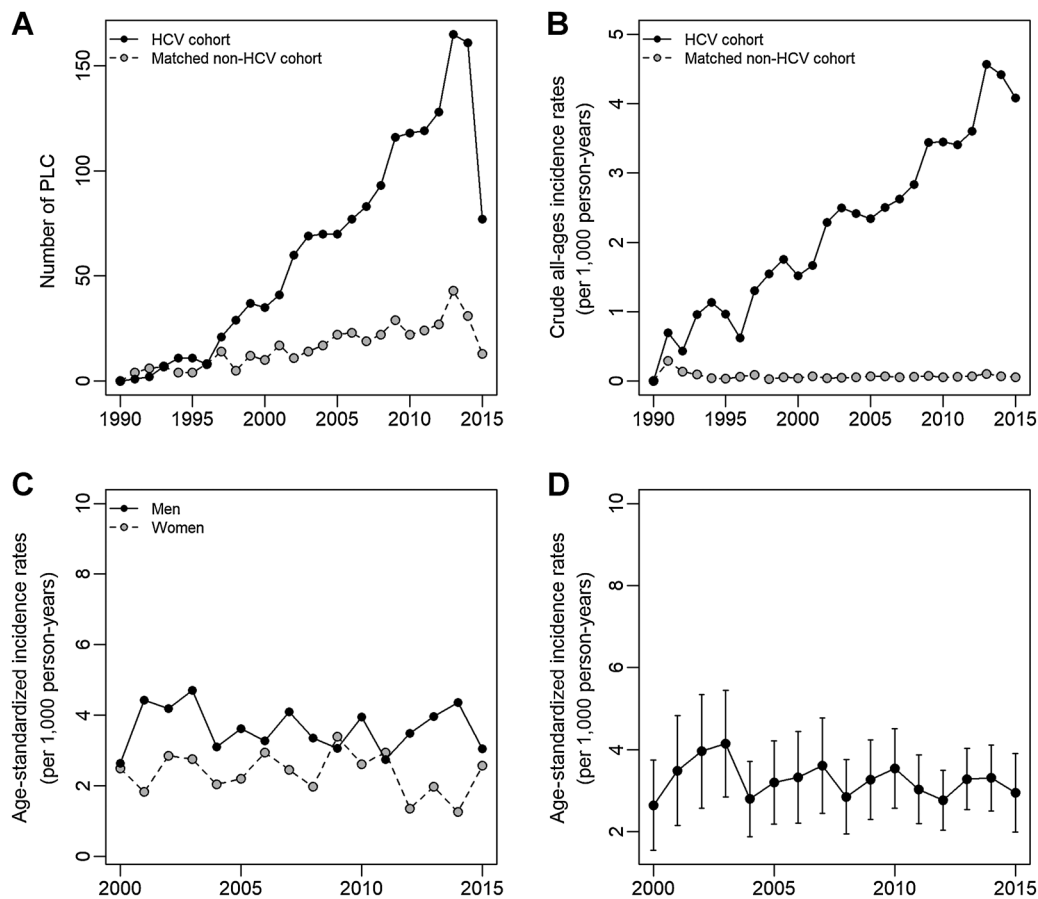 A
HCV cohort
Matched non-HCV cohort
Number of PLC
0
50
100
150
1990
1995
2000
2005
2010
2015
B
HCV cohort
Matched non-HCV cohort
Crude all-ages incidence rates
(per 1,000 person-years)
0
1
2
3
4
5
1990
1995
2000
2005
2010
2015
C
Men
Women
Age-standardized incidence rates
(per 1,000 person-years)
0
2
4
6
8
10
2000
2005
2010
2015
D
Age-standardized incidence rates
(per 1,000 person-years)
2
4
6
8
10
2000
2005
2010
2015